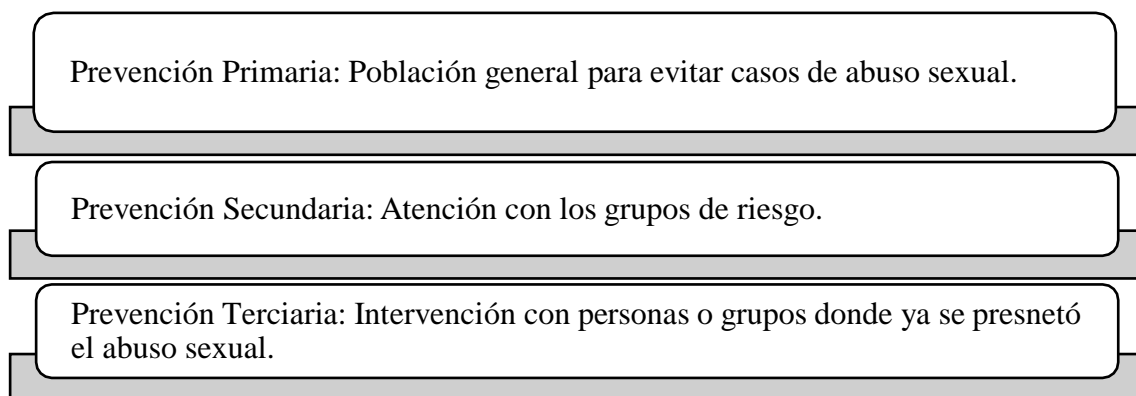 Prevención Primaria: Población general para evitar casos de abuso sexual.
Prevención Secundaria: Atención con los grupos de riesgo.
Prevención Terciaria: Intervención con personas o grupos donde ya se presnetó
el abuso sexual.